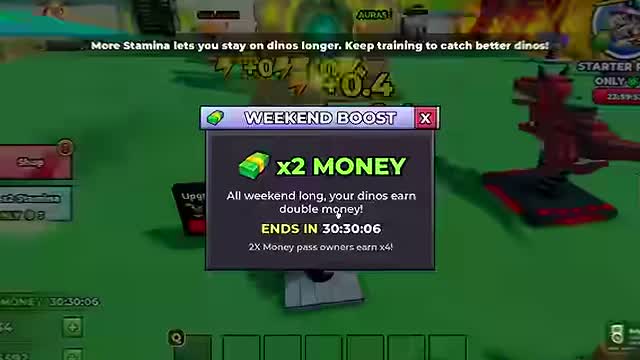 AURAS!
More Stamina lets you stay on dinos longer. Keep training to catch better dinos!
+0.4
STARTER
ONLY
WEEKEND BOOST
X
x2 MONEY
All weekend long, your dinos earn
double money!
ENDS IN 30:30:06
2X Money pass owners earn x4!
Shop
x2 Stamina
MONEY 30:30:06
Q